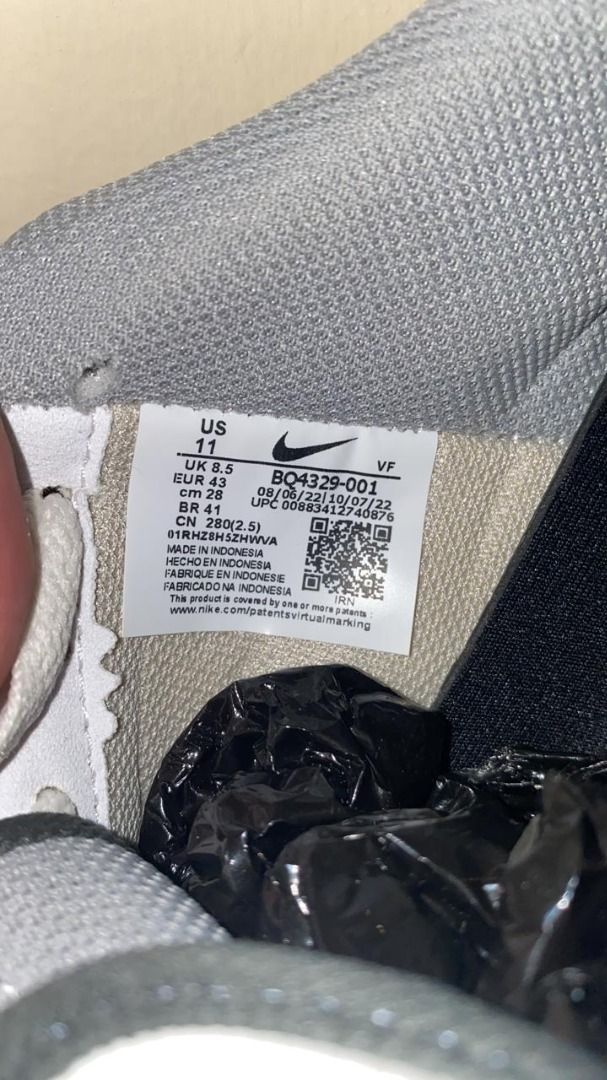 US
11
VF
UK 8.5
BQ4329-001
EUR 43
08/06/22|10/07/22
cm 28
UPC 00883412740876
BR 41
CN 280(2.5)
01RHZ8H5ZHWVA
MADE IN INDONESIA
HECHO EN INDONESIA
FABRIQUE EN INDONESIE
FABRICADO NA INDONESIA
IRN
This product is covered by one or more patents :
www.nike.com/patentsvirtualmarking